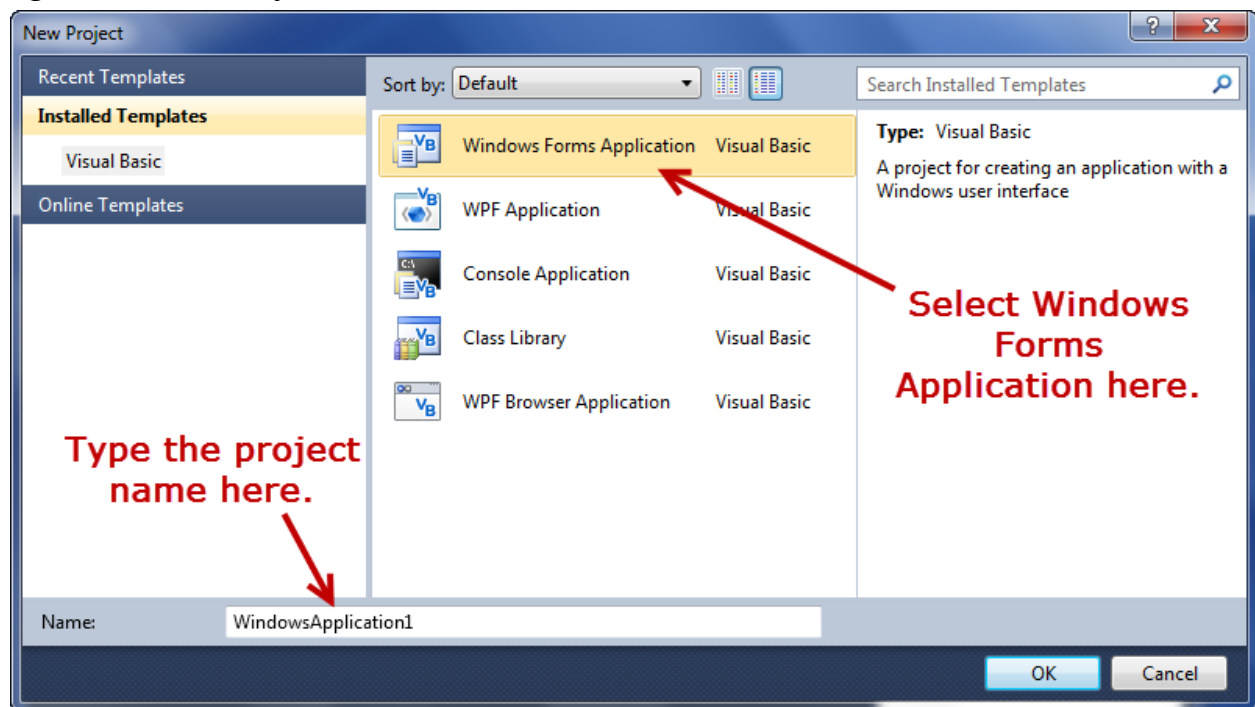 New Project
Recent Templates
Installed Templates
Visual Basic
Online Templates
Sort by: Default
Search Installed Templates
Windows Forms Application Visual Basic
WPF Application Visual Basic
Console Application Visual Basic
Class Library Visual Basic
WPF Browser Application Visual Basic
Type: Visual Basic
A project for creating an application with a
Windows user interface
Select Windows
Forms
Application here.
Type the project
name here.
Name: WindowsApplication1
OK Cancel